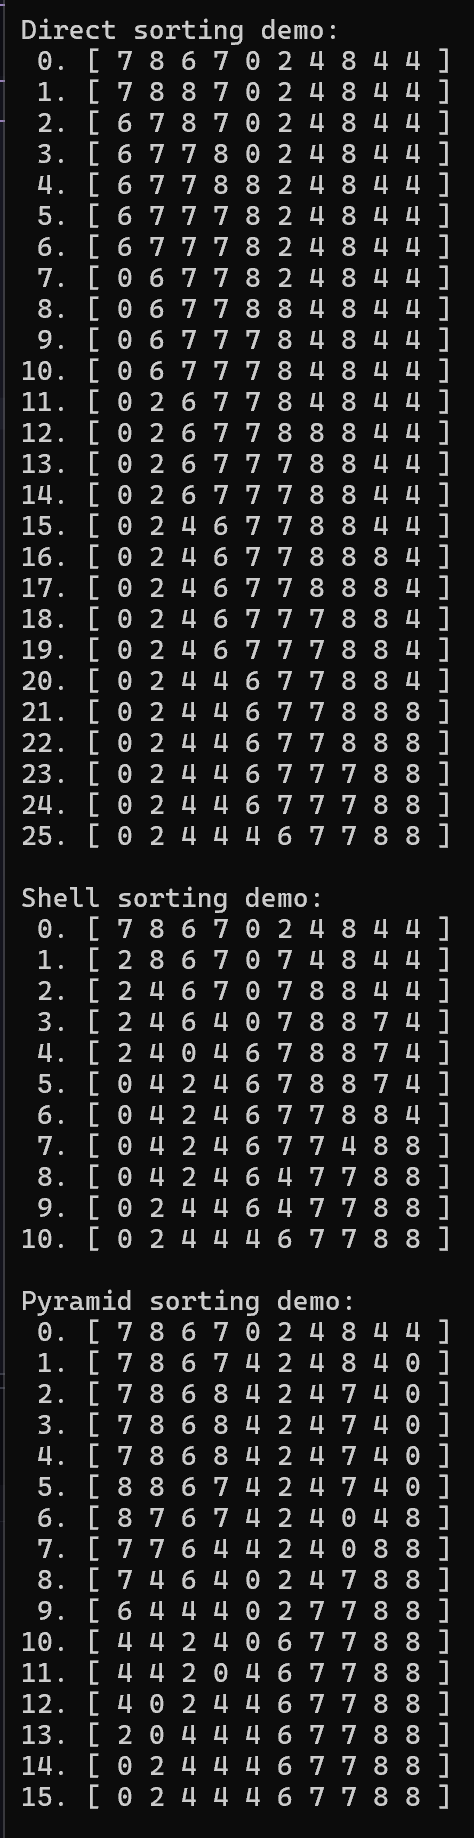 Direct sorting demo:
 0. [ 7 8 6 7 0 2 4 8 4 4 ]
 1. [ 7 8 8 7 0 2 4 8 4 4 ]
 2. [ 6 7 8 7 0 2 4 8 4 4 ]
 3. [ 6 7 7 8 0 2 4 8 4 4 ]
 4. [ 6 7 7 8 8 2 4 8 4 4 ]
 5. [ 6 7 7 7 8 2 4 8 4 4 ]
 6. [ 6 7 7 7 8 2 4 8 4 4 ]
 7. [ 0 6 7 7 8 2 4 8 4 4 ]
 8. [ 0 6 7 7 8 8 4 8 4 4 ]
 9. [ 0 6 7 7 7 8 4 8 4 4 ]
10. [ 0 6 7 7 7 8 4 8 4 4 ]
11. [ 0 2 6 7 7 8 4 8 4 4 ]
12. [ 0 2 6 7 7 8 8 8 4 4 ]
13. [ 0 2 6 7 7 7 8 8 4 4 ]
14. [ 0 2 6 7 7 7 8 8 4 4 ]
15. [ 0 2 4 6 7 7 8 8 4 4 ]
16. [ 0 2 4 6 7 7 8 8 8 4 ]
17. [ 0 2 4 6 7 7 8 8 8 4 ]
18. [ 0 2 4 6 7 7 7 8 8 4 ]
19. [ 0 2 4 6 7 7 7 8 8 4 ]
20. [ 0 2 4 4 6 7 7 8 8 4 ]
21. [ 0 2 4 4 6 7 7 8 8 8 ]
22. [ 0 2 4 4 6 7 7 8 8 8 ]
23. [ 0 2 4 4 6 7 7 7 8 8 ]
24. [ 0 2 4 4 6 7 7 7 8 8 ]
25. [ 0 2 4 4 4 6 7 7 8 8 ]
Shell sorting demo:
 0. [ 7 8 6 7 0 2 4 8 4 4 ]
 1. [ 2 8 6 7 0 7 4 8 4 4 ]
 2. [ 2 4 6 7 0 7 8 8 4 4 ]
 3. [ 2 4 6 4 0 7 8 8 7 4 ]
 4. [ 2 4 0 4 6 7 8 8 7 4 ]
 5. [ 0 4 2 4 6 7 8 8 7 4 ]
 6. [ 0 4 2 4 6 7 7 8 8 4 ]
 7. [ 0 4 2 4 6 7 7 4 8 8 ]
 8. [ 0 4 2 4 6 4 7 7 8 8 ]
 9. [ 0 2 4 4 6 4 7 7 8 8 ]
10. [ 0 2 4 4 4 6 7 7 8 8 ]
Pyramid sorting demo:
 0. [ 7 8 6 7 0 2 4 8 4 4 ]
 1. [ 7 8 6 7 4 2 4 8 4 0 ]
 2. [ 7 8 6 8 4 2 4 7 4 0 ]
 3. [ 7 8 6 8 4 2 4 7 4 0 ]
 4. [ 7 8 6 8 4 2 4 7 4 0 ]
 5. [ 8 8 6 7 4 2 4 7 4 0 ]
 6. [ 8 7 6 7 4 2 4 0 4 8 ]
 7. [ 7 7 6 4 4 2 4 0 8 8 ]
 8. [ 7 4 6 4 0 2 4 7 8 8 ]
 9. [ 6 4 4 4 0 2 7 7 8 8 ]
10. [ 4 4 2 4 0 6 7 7 8 8 ]
11. [ 4 4 2 0 4 6 7 7 8 8 ]
12. [ 4 0 2 4 4 6 7 7 8 8 ]
13. [ 2 0 4 4 4 6 7 7 8 8 ]
14. [ 0 2 4 4 4 6 7 7 8 8 ]
15. [ 0 2 4 4 4 6 7 7 8 8 ]